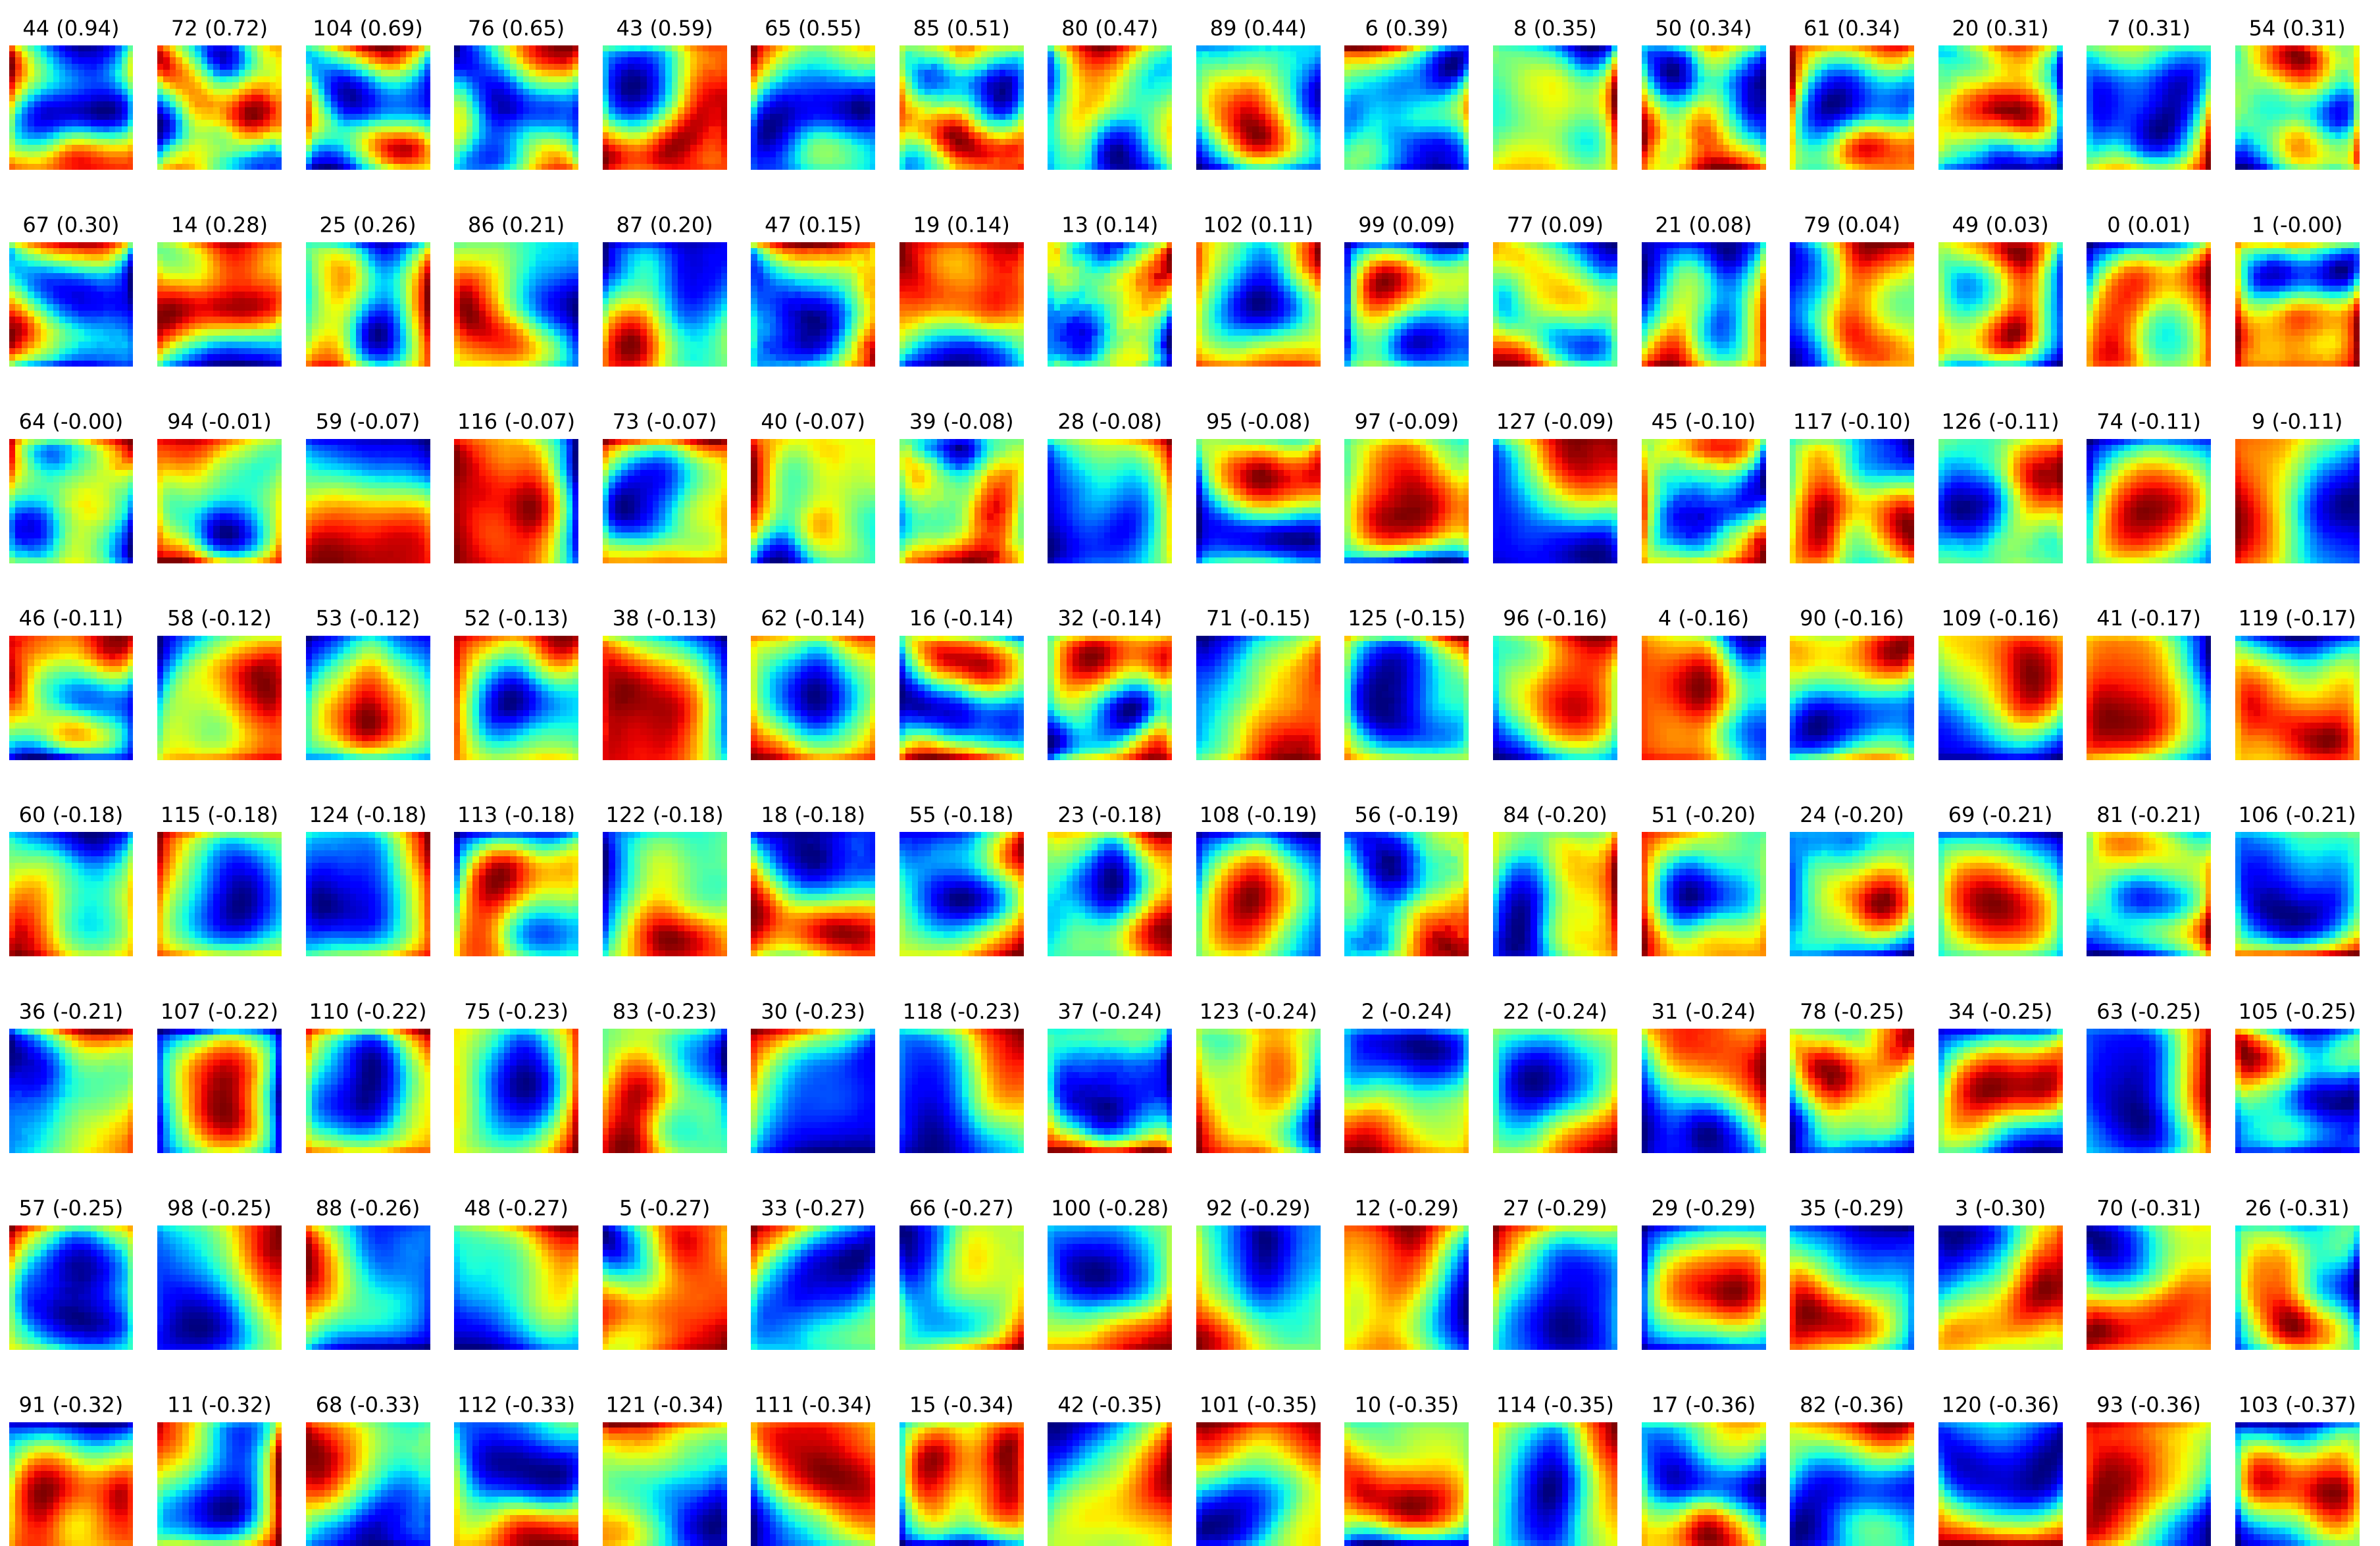 44 (0.94) 72 (0.72) 104 (0.69) 76 (0.65) 43 (0.59) 65 (0.55) 85 (0.51) 80 (0.47) 89 (0.44) 6 (0.39) 8 (0.35) 50 (0.34) 61 (0.34) 20 (0.31) 7 (0.31) 54 (0.31)
67 (0.30) 14 (0.28) 25 (0.26) 86 (0.21) 87 (0.20) 47 (0.15) 19 (0.14) 13 (0.14) 102 (0.11) 99 (0.09) 77 (0.09) 21 (0.08) 79 (0.04) 49 (0.03) 0 (0.01) 1 (-0.00)
64 (-0.00) 94 (-0.01) 59 (-0.07) 116 (-0.07) 73 (-0.07) 40 (-0.07) 39 (-0.08) 28 (-0.08) 95 (-0.08) 97 (-0.09) 127 (-0.09) 45 (-0.10) 117 (-0.10) 126 (-0.11) 74 (-0.11) 9 (-0.11)
46 (-0.11) 58 (-0.12) 53 (-0.12) 52 (-0.13) 38 (-0.13) 62 (-0.14) 16 (-0.14) 32 (-0.14) 71 (-0.15) 125 (-0.15) 96 (-0.16) 4 (-0.16) 90 (-0.16) 109 (-0.16) 41 (-0.17) 119 (-0.17)
60 (-0.18) 115 (-0.18) 124 (-0.18) 113 (-0.18) 122 (-0.18) 18 (-0.18) 55 (-0.18) 23 (-0.18) 108 (-0.19) 56 (-0.19) 84 (-0.20) 51 (-0.20) 24 (-0.20) 69 (-0.21) 81 (-0.21) 106 (-0.21)
36 (-0.21) 107 (-0.22) 110 (-0.22) 75 (-0.23) 83 (-0.23) 30 (-0.23) 118 (-0.23) 37 (-0.24) 123 (-0.24) 2 (-0.24) 22 (-0.24) 31 (-0.24) 78 (-0.25) 34 (-0.25) 63 (-0.25) 105 (-0.25)
57 (-0.25) 98 (-0.25) 88 (-0.26) 48 (-0.27) 5 (-0.27) 33 (-0.27) 66 (-0.27) 100 (-0.28) 92 (-0.29) 12 (-0.29) 27 (-0.29) 29 (-0.29) 35 (-0.29) 3 (-0.30) 70 (-0.31) 26 (-0.31)
91 (-0.32) 11 (-0.32) 68 (-0.33) 112 (-0.33) 121 (-0.34) 111 (-0.34) 15 (-0.34) 42 (-0.35) 101 (-0.35) 10 (-0.35) 114 (-0.35) 17 (-0.36) 82 (-0.36) 120 (-0.36) 93 (-0.36) 103 (-0.37)